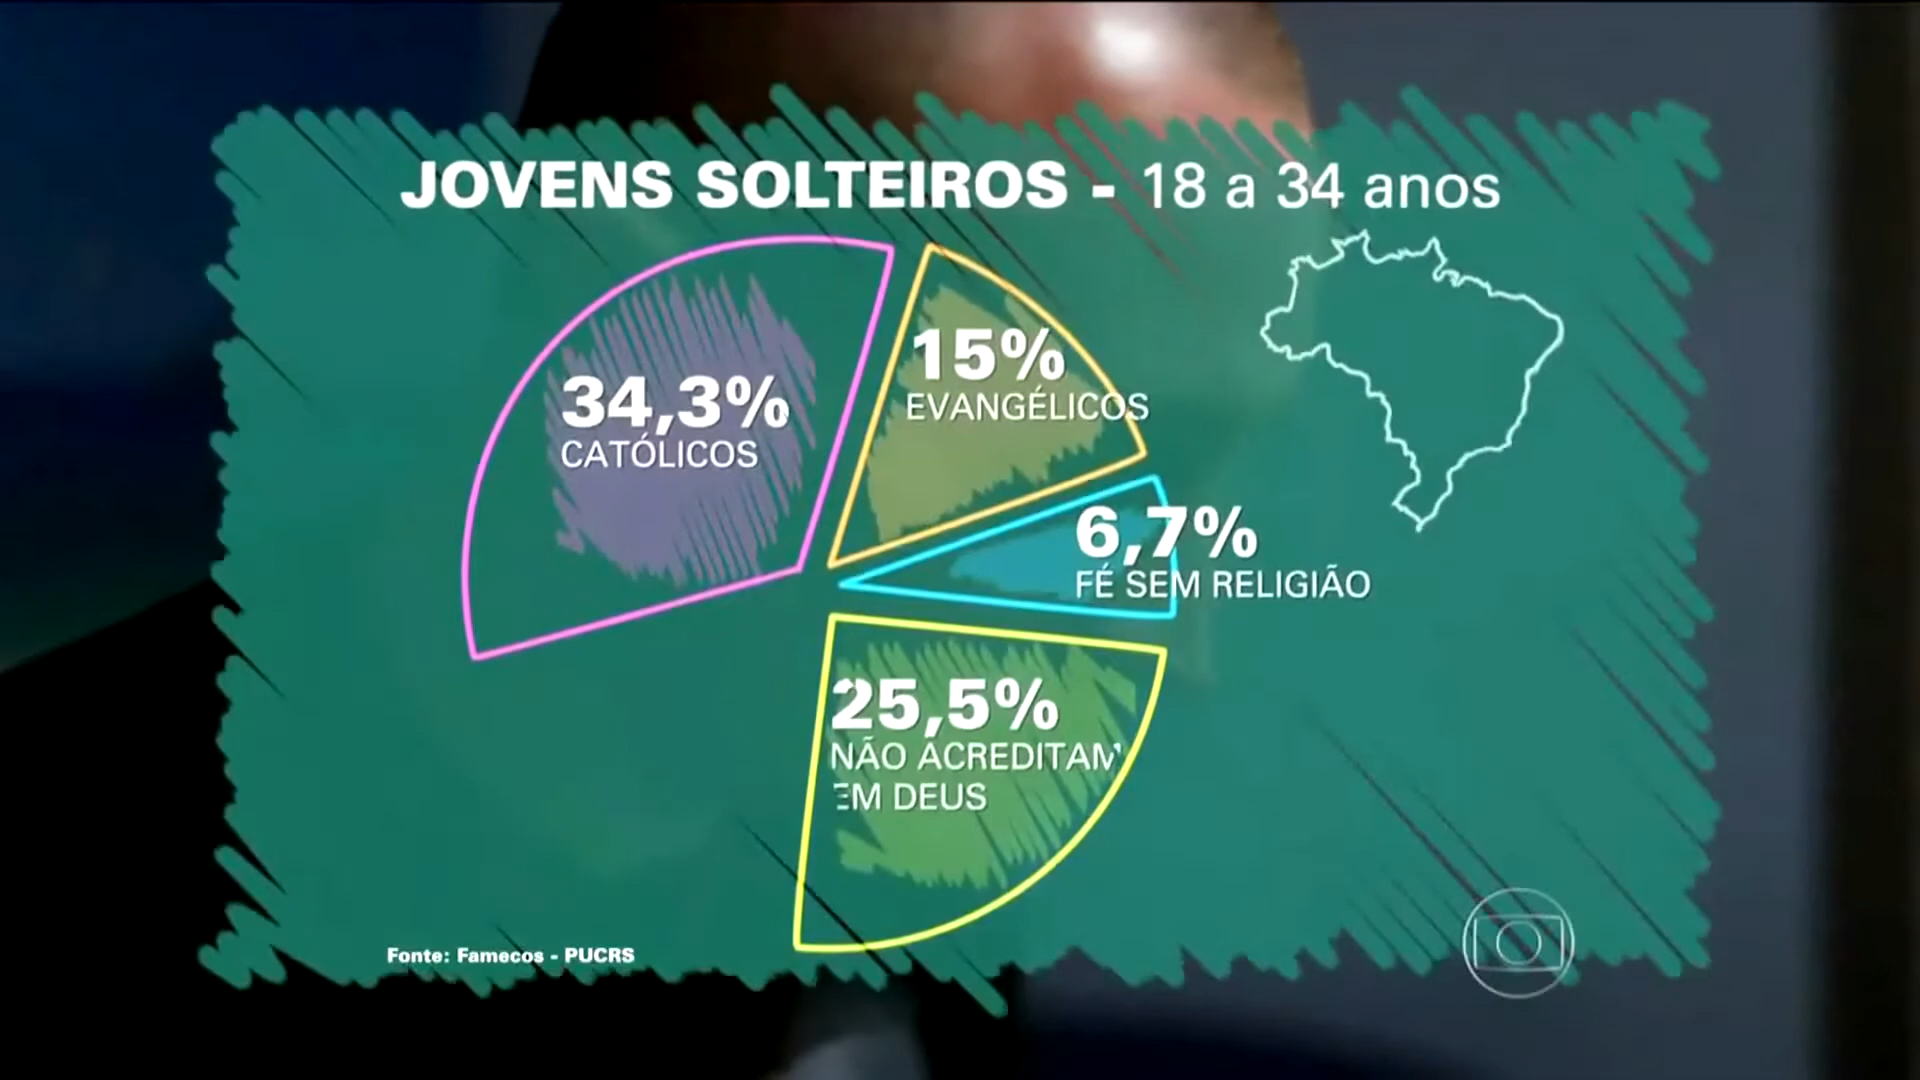 JOVENS SOLTEIROS - 18 a 34 anos
34,3%
CATÓLICOS
15%
EVANGÉLICOS
6,7%
FÉ SEM RELIGIÃO
25,5%
NÃO ACREDITAM
EM DEUS
Fonte: Famecos - PUCRS